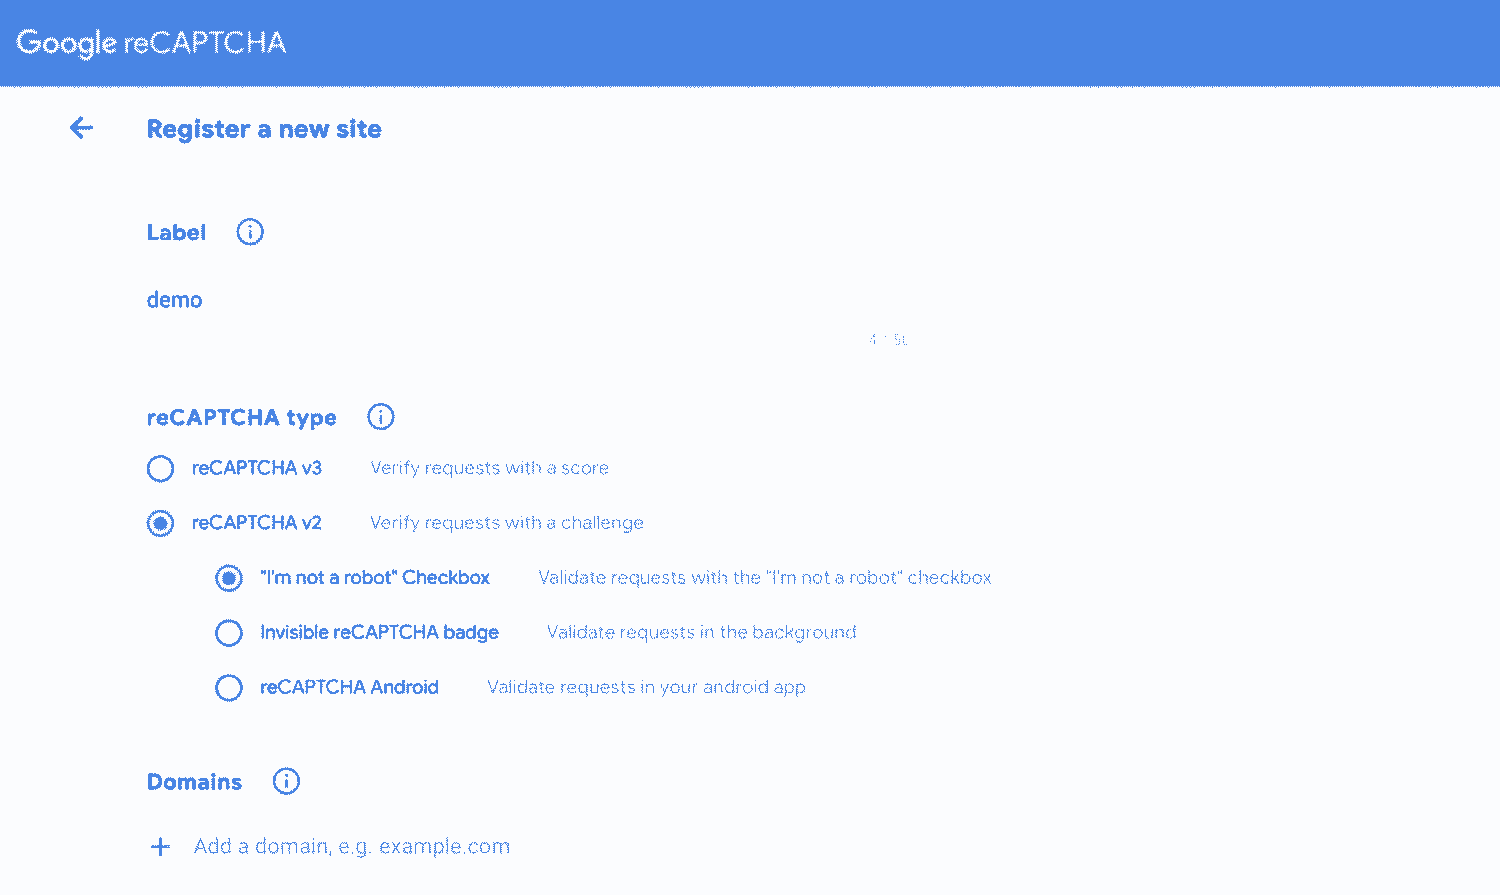 Google reCAPTCHA
Register a new site
Label
demo
reCAPTCHA type
reCAPTCHA v3 Verify requests with a score
reCAPTCHA v2 Verify requests with a challenge
"I'm not a robot" Checkbox Validate requests with the "I'm not a robot" checkbox
Invisible reCAPTCHA badge Validate requests in the background
reCAPTCHA Android Validate requests in your android app
Domains
+ Add a domain, e.g. example.com